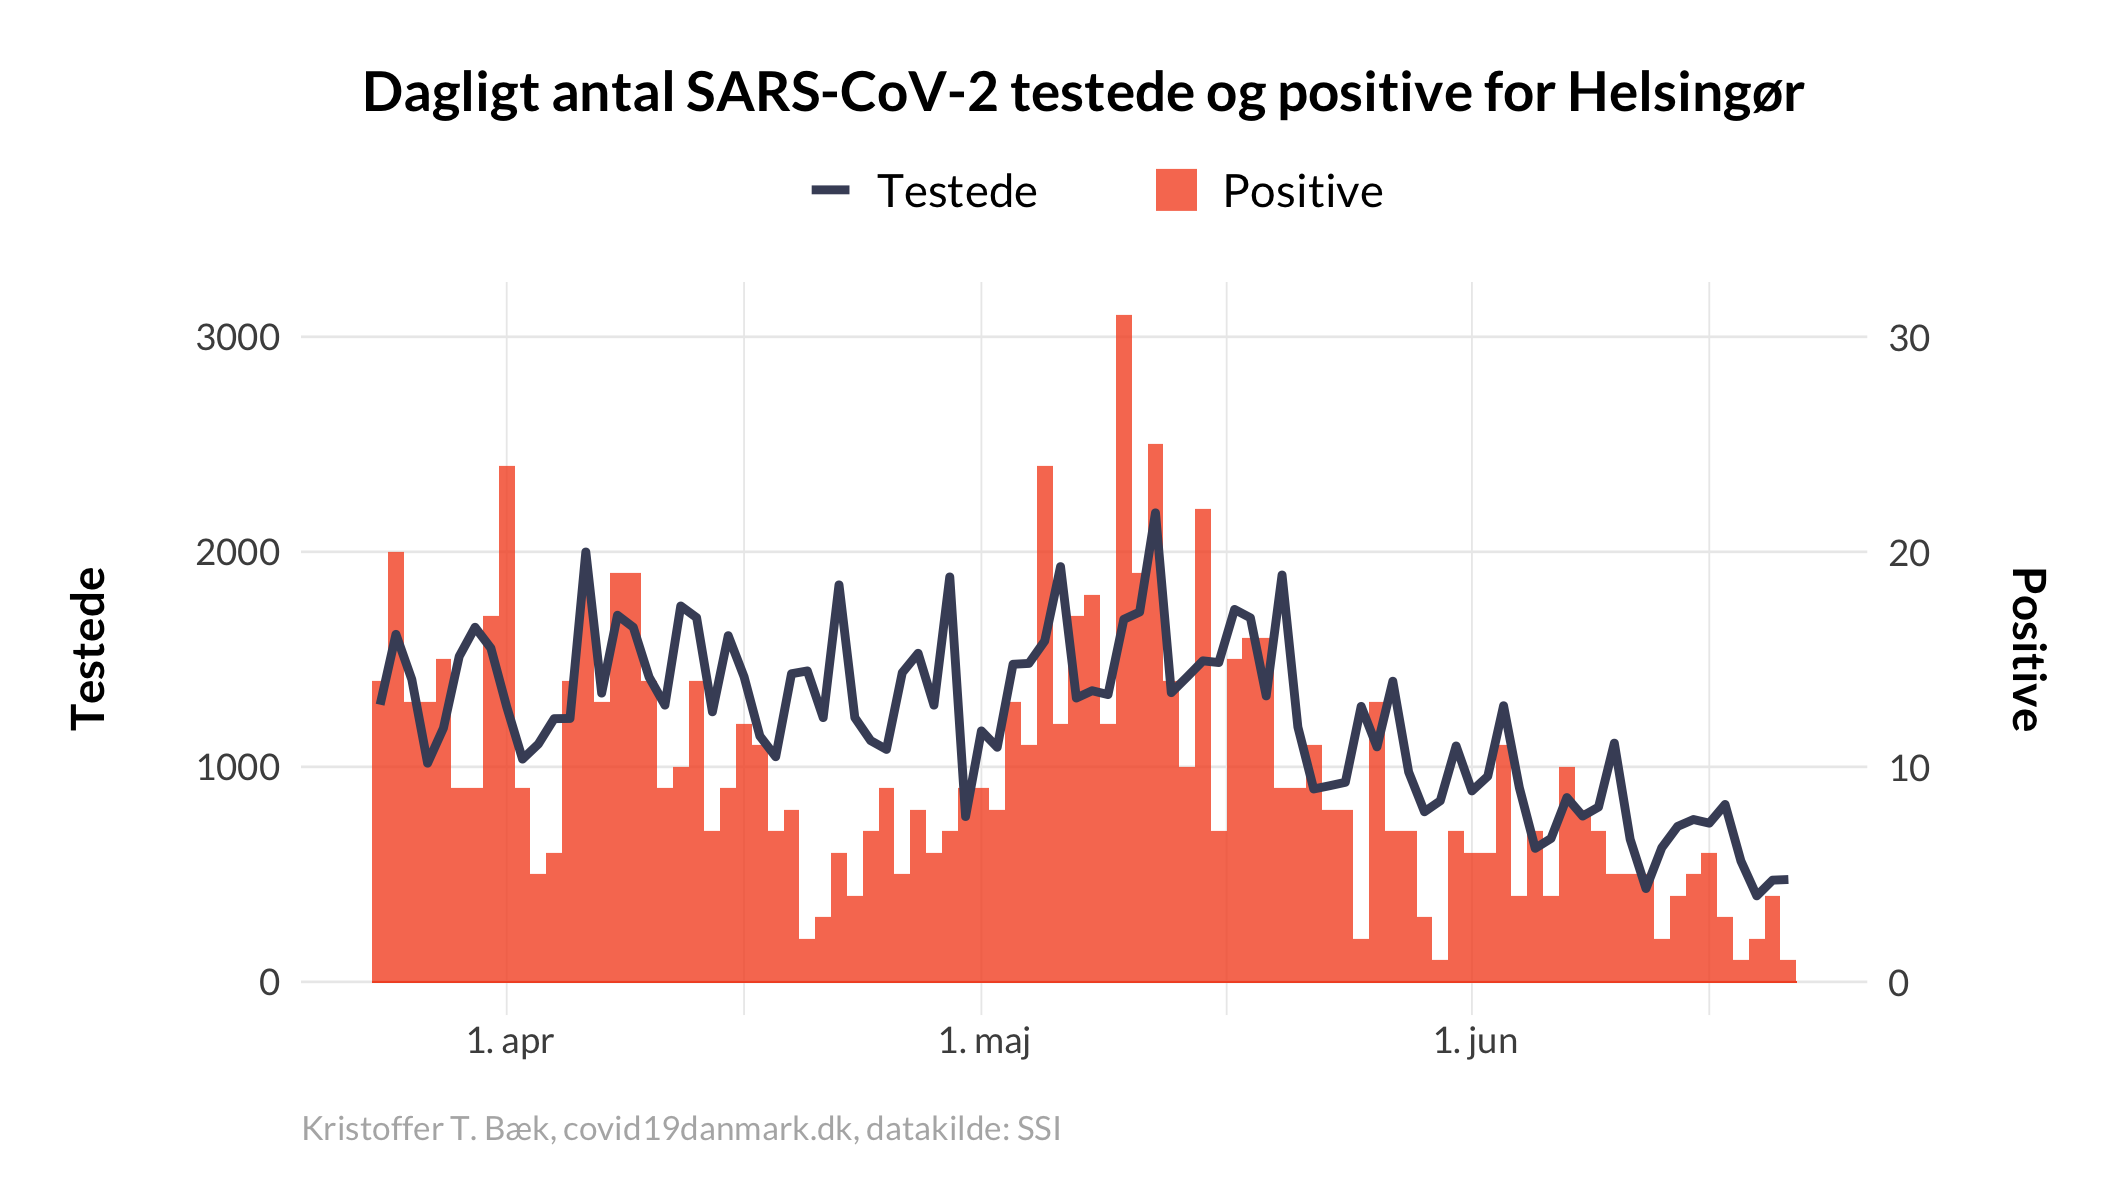 Dagligt antal SARS-CoV-2 testede og positive for Helsingør
Testede
Positive
3000
2000
1000
0
30
20
10
0
Testede
Positive
1. apr
1. maj
1. jun
Kristoffer T. Bæk, covid19danmark.dk, datakilde: SSI